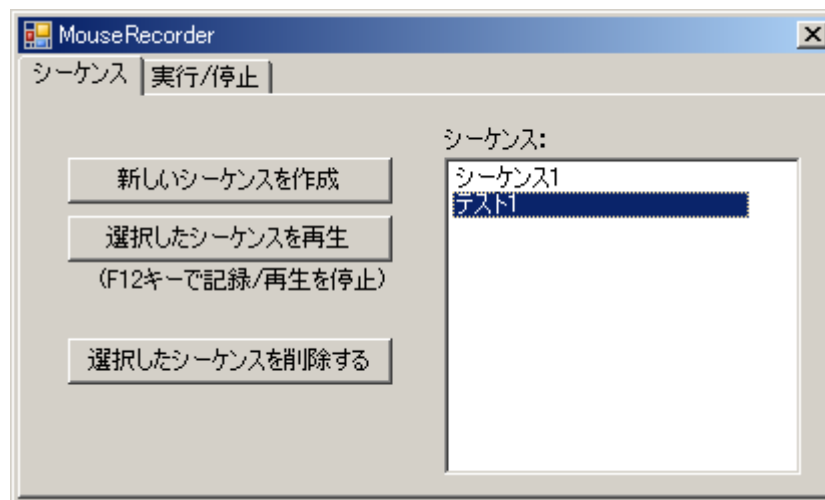 MouseRecorder
シーケンス 実行/停止
シーケンス:
新しいシーケンスを作成
選択したシーケンスを再生
(F12キーで記録/再生を停止)
選択したシーケンスを削除する
シーケンス1
テスト1